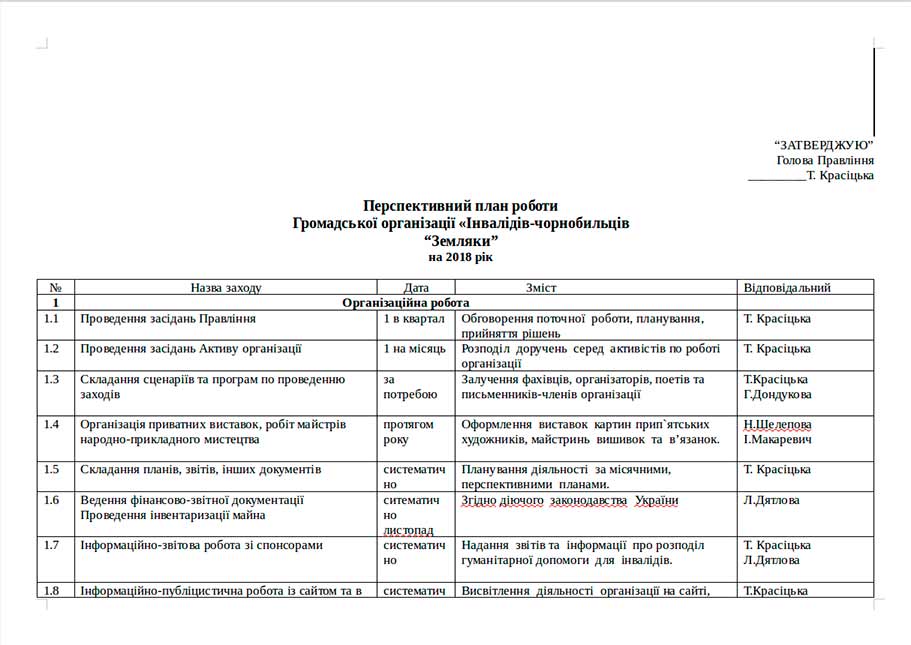 “ЗАТВЕРДЖУЮ”
Голова Правління
_________Т. Красіцька
Перспективний план роботи
Громадської організації «Інвалідів-чорнобильців
“Земляки”
на 2018 рік
№ Назва заходу Дата Зміст Відповідальний
1 Організаційна робота
1.1 Проведення засідань Правління 1 в квартал Обговорення поточної роботи, планування, Т. Красіцька
прийняття рішень
1.2 Проведення засідань Активу організації 1 на місяць Розподіл доручень серед активістів по роботі Т. Красіцька
організації
1.3 Складання сценаріїв та програм по проведенню за Залучення фахівців, організаторів, поетів та Т.Красіцька
заходів потребою письменників-членів організації Г.Дондукова
1.4 Організація приватних виставок, робіт майстрів протягом Оформлення виставок картин прип`ятських Н.Шелепова
народно-прикладного мистецтва року художників, майстринь вишивок та в’язанок. І.Макаревич
1.5 Складання планів, звітів, інших документів систематич Планування діяльності за місячними, Т. Красіцька
но перспективними планами.
1.6 Ведення фінансово-звітної документації ситематич Згідно діючого законодавства України Л.Дятлова
Проведення інвентаризації майна но
листопад
1.7 Інформаційно-звітова робота зі спонсорами систематич Надання звітів та інформації про розподіл Т. Красіцька
но гуманітарної допомоги для інвалідів. Л.Дятлова
1.8 Інформаційно-публіцистична робота із сайтом та в систематич Висвітлення діяльності організації на сайті, Т.Красіцька